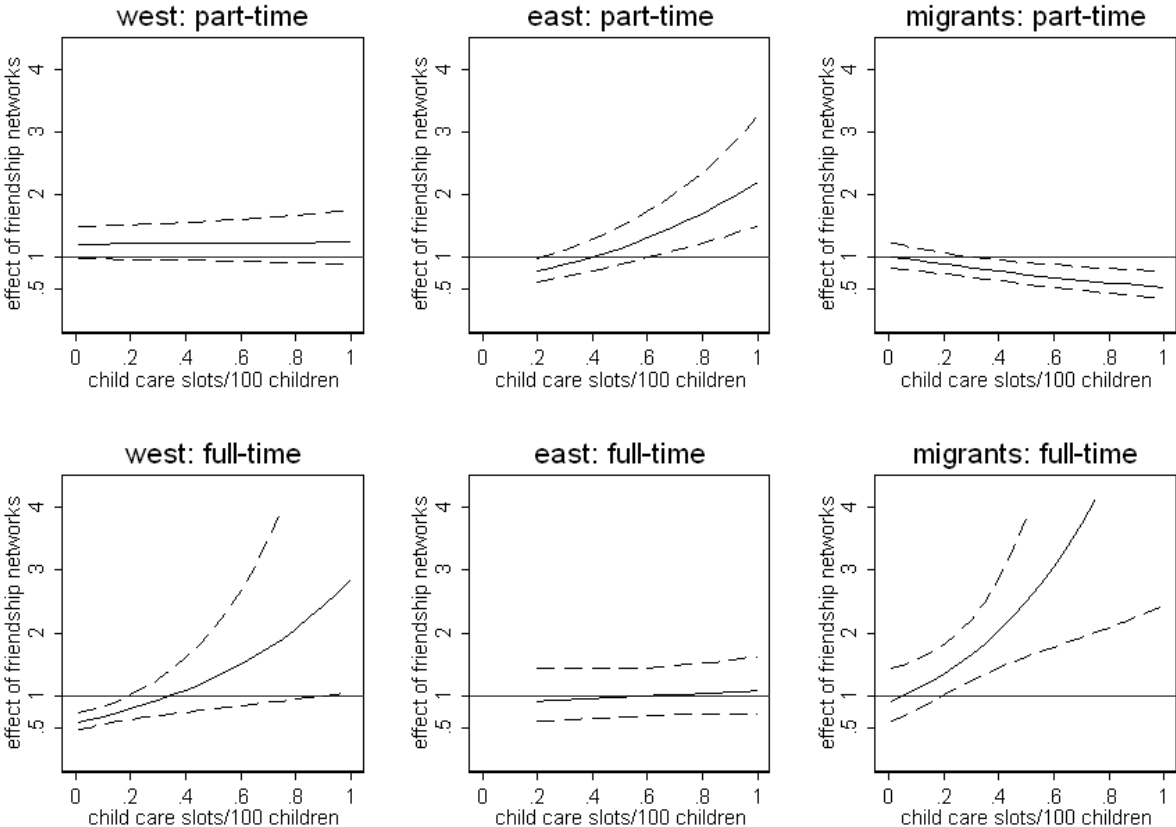 west: part-time
effect of friendship networks
4
3
2
1
.5
0 .2 .4 .6 .8 1
child care slots/100 children
east: part-time
effect of friendship networks
4
3
2
1
.5
0 .2 .4 .6 .8 1
child care slots/100 children
migrants: part-time
effect of friendship networks
4
3
2
1
.5
0 .2 .4 .6 .8 1
child care slots/100 children
west: full-time
effect of friendship networks
4
3
2
1
.5
0 .2 .4 .6 .8 1
child care slots/100 children
east: full-time
effect of friendship networks
4
3
2
1
.5
0 .2 .4 .6 .8 1
child care slots/100 children
migrants: full-time
effect of friendship networks
4
3
2
1
.5
0 .2 .4 .6 .8 1
child care slots/100 children